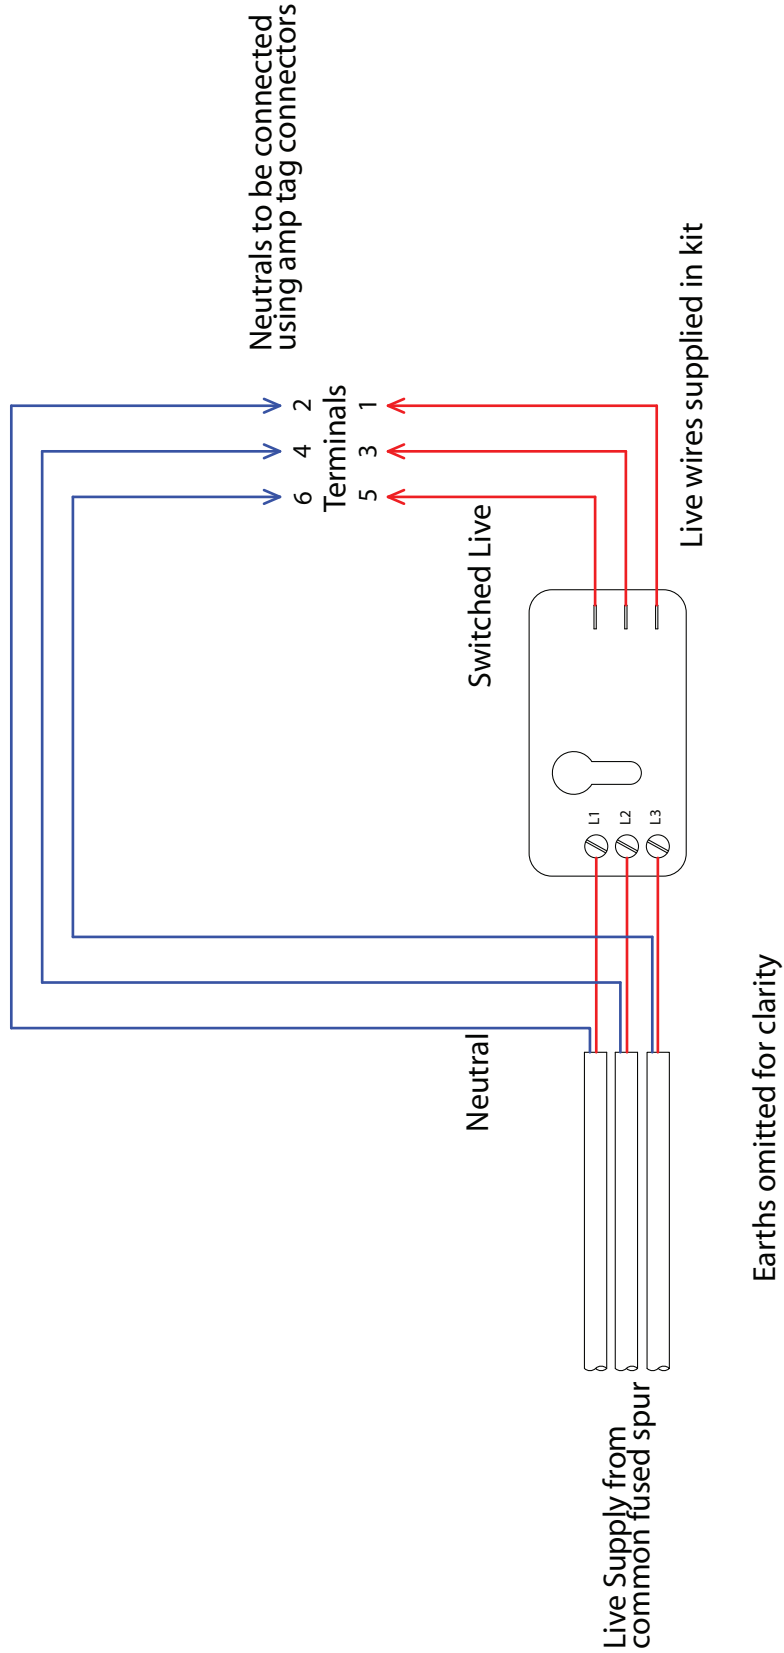 Neutrals to be connected
using amp tag connectors
2
4
6
Terminals
1
3
5
Switched Live
Live wires supplied in kit
L1
L2
L3
Neutral
Live Supply from
common fused spur
Earths omitted for clarity